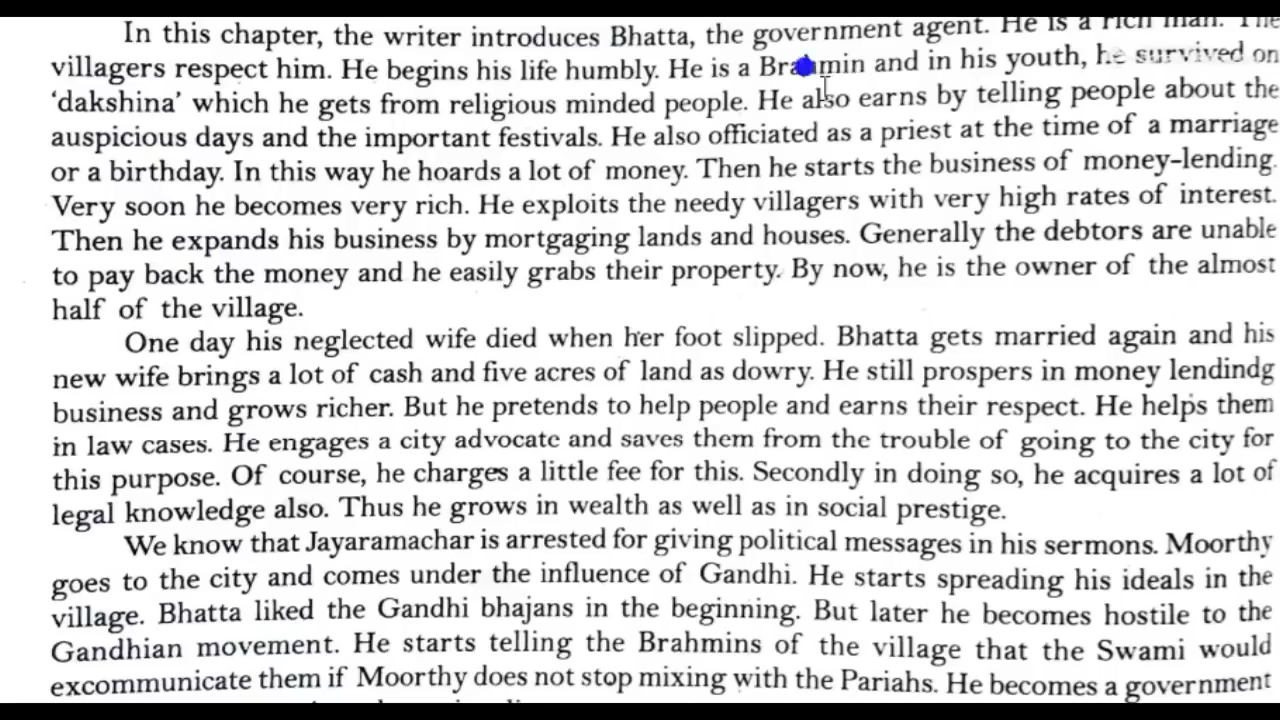 In this chapter, the writer introduces Bhatta, the government agent. He is a rich man. The
villagers respect him. He begins his life humbly. He is a Brahmin and in his youth, he survived on
‘dakshina’ which he gets from religious minded people. He also earns by telling people about the
auspicious days and the important festivals. He also officiated as a priest at the time of a marriage
or a birthday. In this way he hoards a lot of money. Then he starts the business of money-lending.
Very soon he becomes very rich. He exploits the needy villagers with very high rates of interest.
Then he expands his business by mortgaging lands and houses. Generally the debtors are unable
to pay back the money and he easily grabs their property. By now, he is the owner of the almost
half of the village.
One day his neglected wife died when her foot slipped. Bhatta gets married again and his
new wife brings a lot of cash and five acres of land as dowry. He still prospers in money lendindg
business and grows richer. But he pretends to help people and earns their respect. He helps them
in law cases. He engages a city advocate and saves them from the trouble of going to the city for
this purpose. Of course, he charges a little fee for this. Secondly in doing so, he acquires a lot of
legal knowledge also. Thus he grows in wealth as well as in social prestige.
We know that Jayaramachar is arrested for giving political messages in his sermons. Moorthy
goes to the city and comes under the influence of Gandhi. He starts spreading his ideals in the
village. Bhatta liked the Gandhi bhajans in the beginning. But later he becomes hostile to the
Gandhian movement. He starts telling the Brahmins of the village that the Swami would
excommunicate them if Moorthy does not stop mixing with the Pariahs. He becomes a government